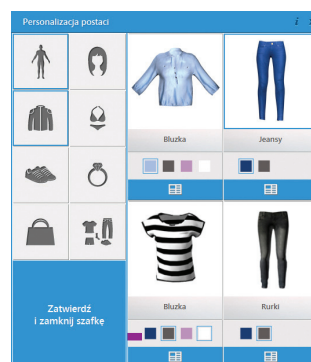 Personalizacja postaci
i
Bluzka
Jeansy
Bluzka
Rurki
Zatwierdź
i zamknij szafkę